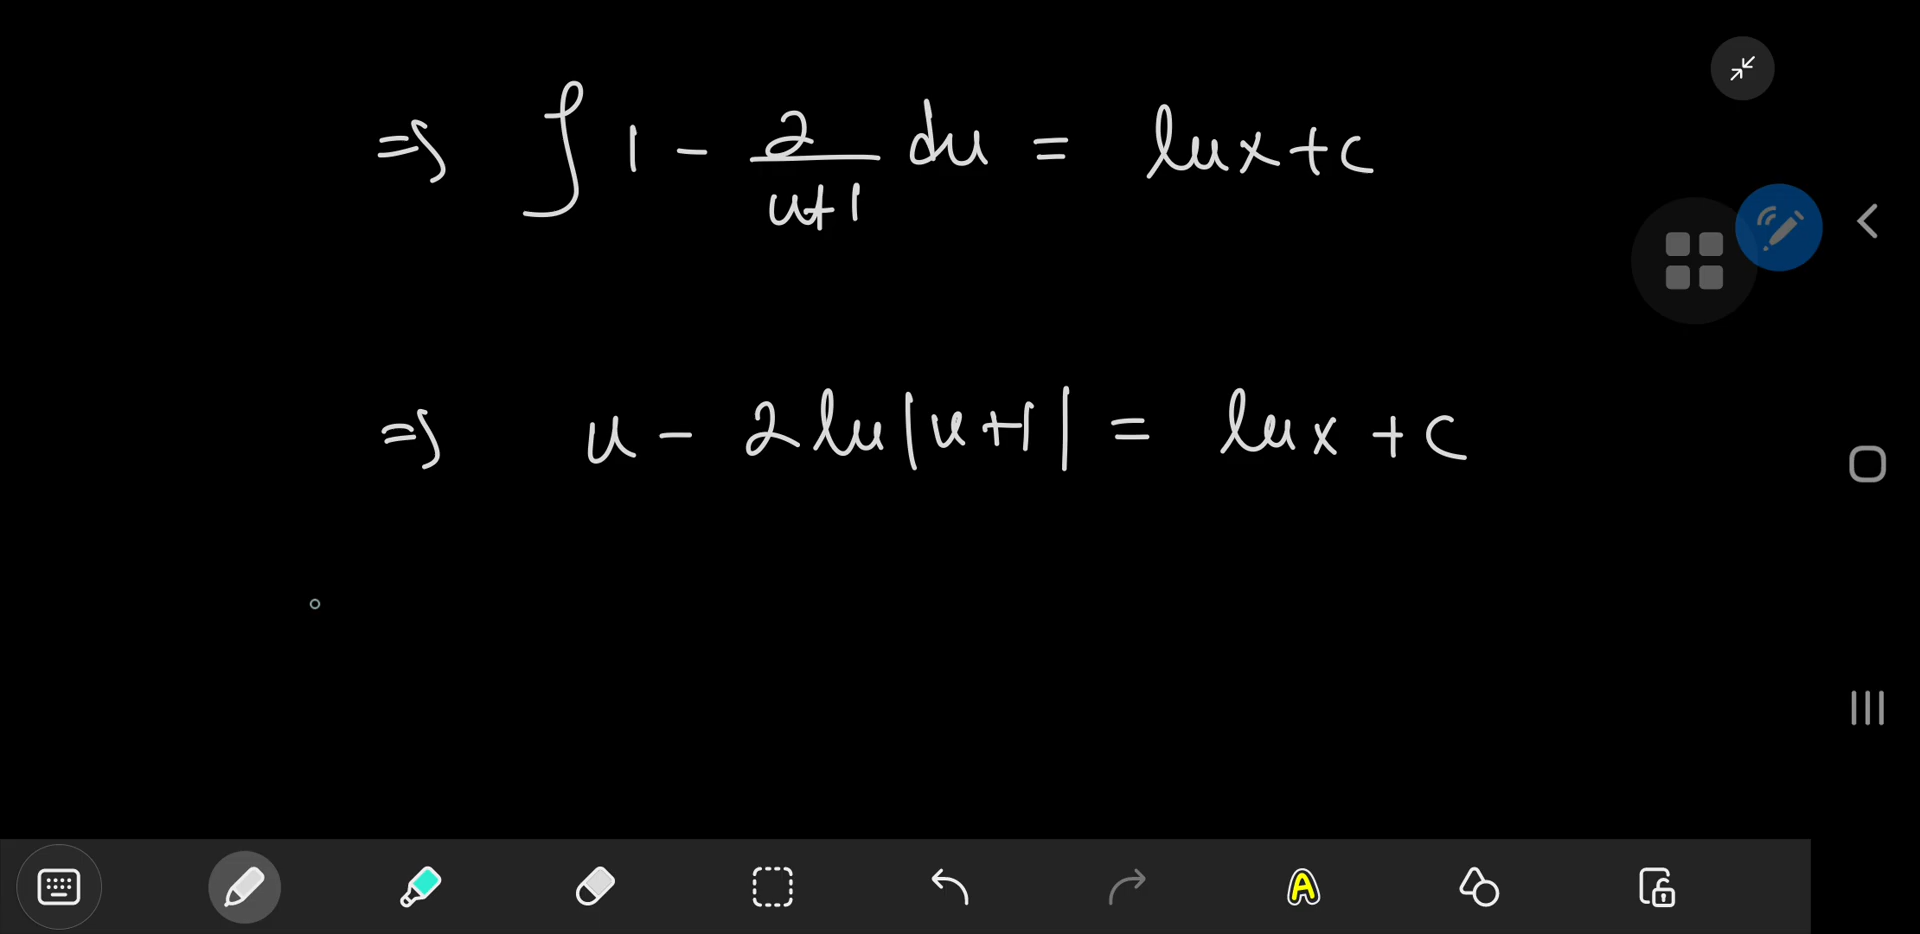 ⇒ ∫ 1 - 2/(u+1) du = ln x + c
⇒ u - 2 ln |u+1| = ln x + c
A